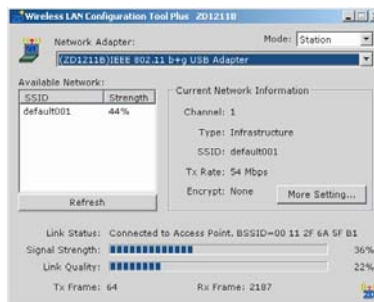 Wireless LAN Configuration Tool Plus ZD1211B
Network Adapter:
Mode: Station
(ZD1211B)IEEE 802.11 b+g USB Adapter
Available Network:
SSID Strength
default001 44%
Refresh
Current Network Information
Channel: 1
Type: Infrastructure
SSID: default001
Tx Rate: 54 Mbps
Encrypt: None
More Setting...
Link Status: Connected to Access Point. BSSID=00 11 2F 6A 5F B1
Signal Strength: 36%
Link Quality: 22%
Tx Frame: 64 Rx Frame: 2187